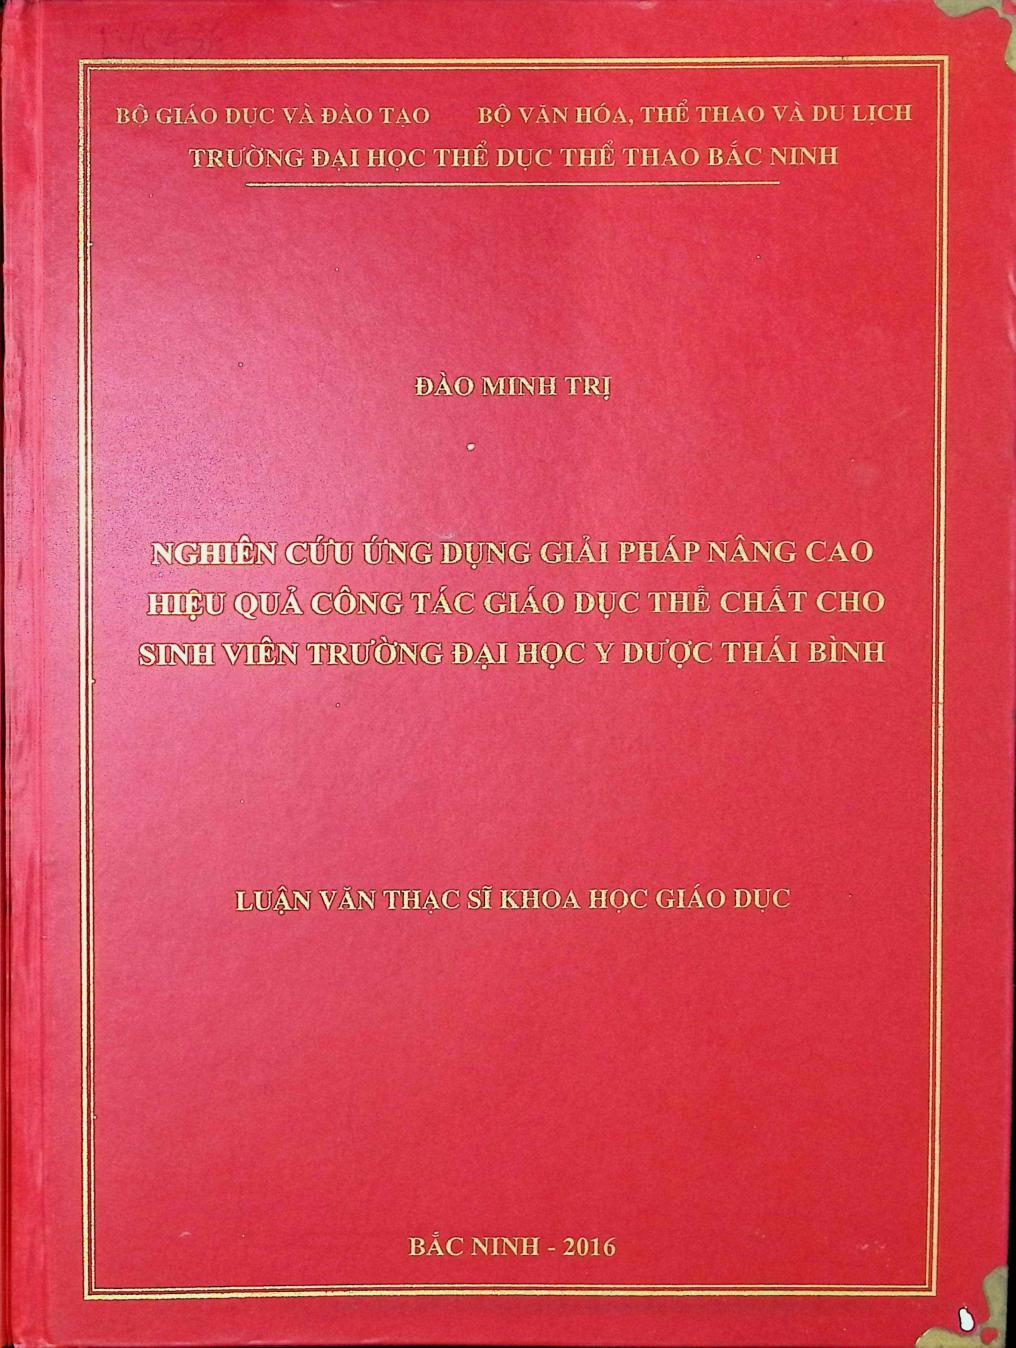 BỘ GIÁO DỤC VÀ ĐÀO TẠO BỘ VĂN HÓA, THỂ THAO VÀ DU LỊCH
TRƯỜNG ĐẠI HỌC THỂ DỤC THỂ THAO BẮC NINH
ĐÀO MINH TRỊ
NGHIÊN CỨU ỨNG DỤNG GIẢI PHÁP NÂNG CAO
HIỆU QUẢ CÔNG TÁC GIÁO DỤC THỂ CHẤT CHO
SINH VIÊN TRƯỜNG ĐẠI HỌC Y DƯỢC THÁI BÌNH
LUẬN VĂN THẠC SĨ KHOA HỌC GIÁO DỤC
BẮC NINH - 2016